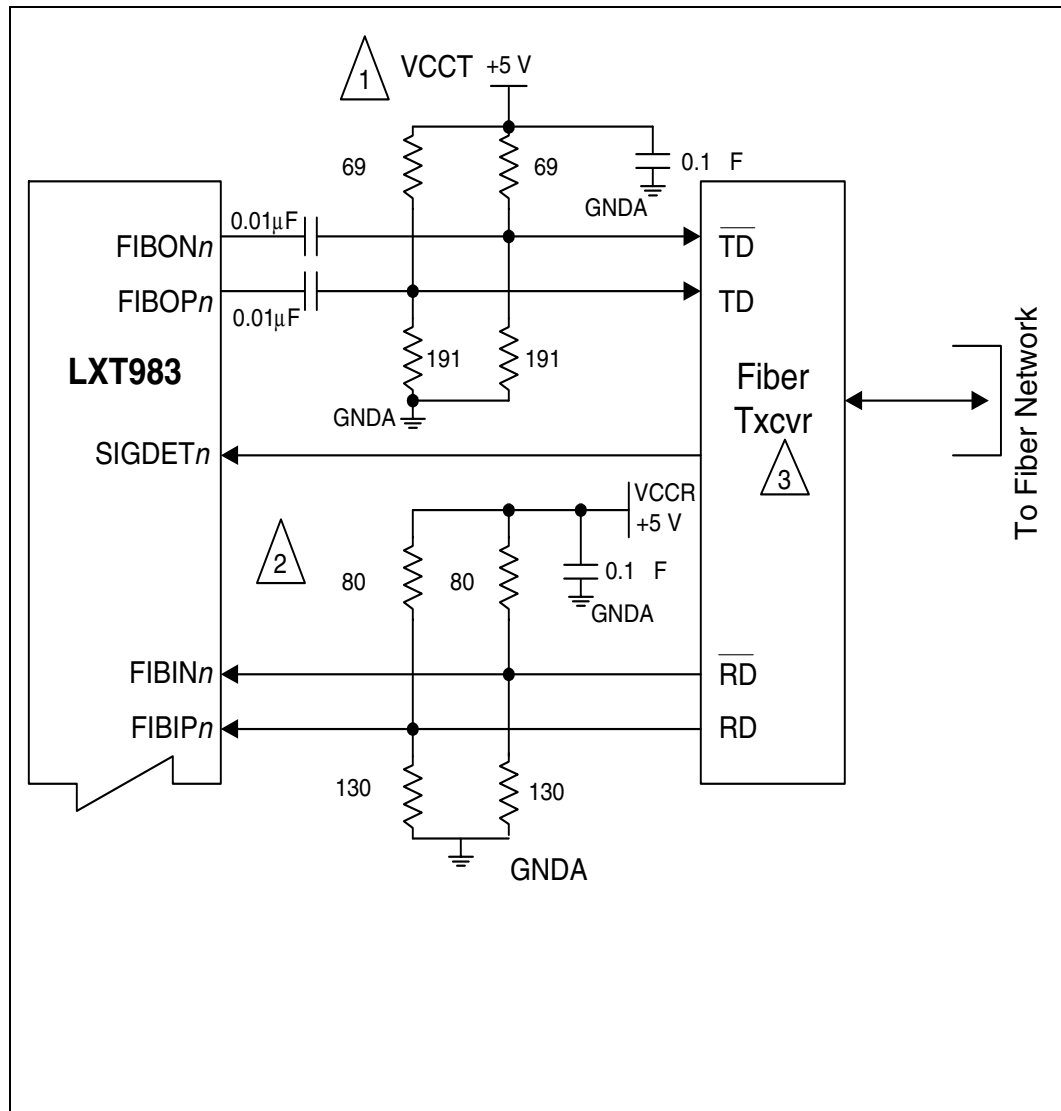 1
VCCT +5 V
69
69
0.1 F
GNDA
0.01µF
FIBONn
TD
FIBOPn
TD
0.01µF
191
191
LXT983
Fiber
Txcvr
GNDA
SIGDETn
3
To Fiber Network
VCCR
+5 V
2
80
80
0.1 F
GNDA
FIBINn
RD
FIBIPn
RD
130
130
GNDA